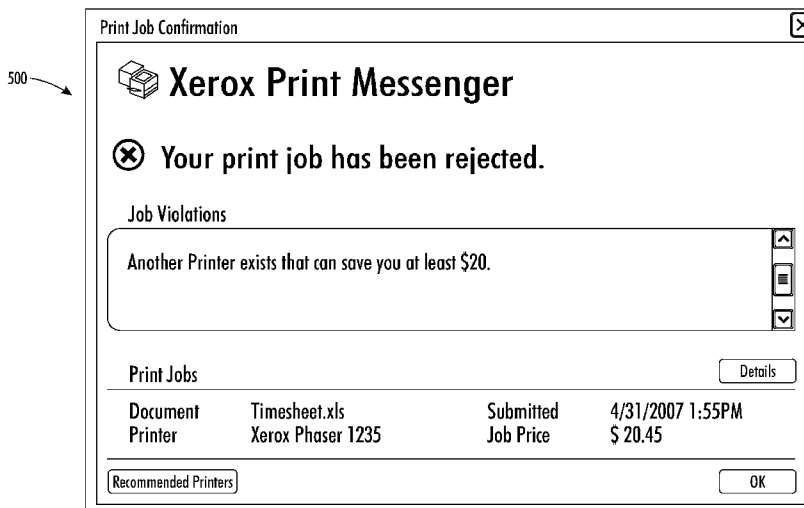 Print Job Confirmation
500
Xerox Print Messenger
Your print job has been rejected.
Job Violations
Another Printer exists that can save you at least $20.
Print Jobs
Details
Document Timesheet.xls Submitted 4/31/2007 1:55PM
Printer Xerox Phaser 1235 Job Price $ 20.45
Recommended Printers
OK